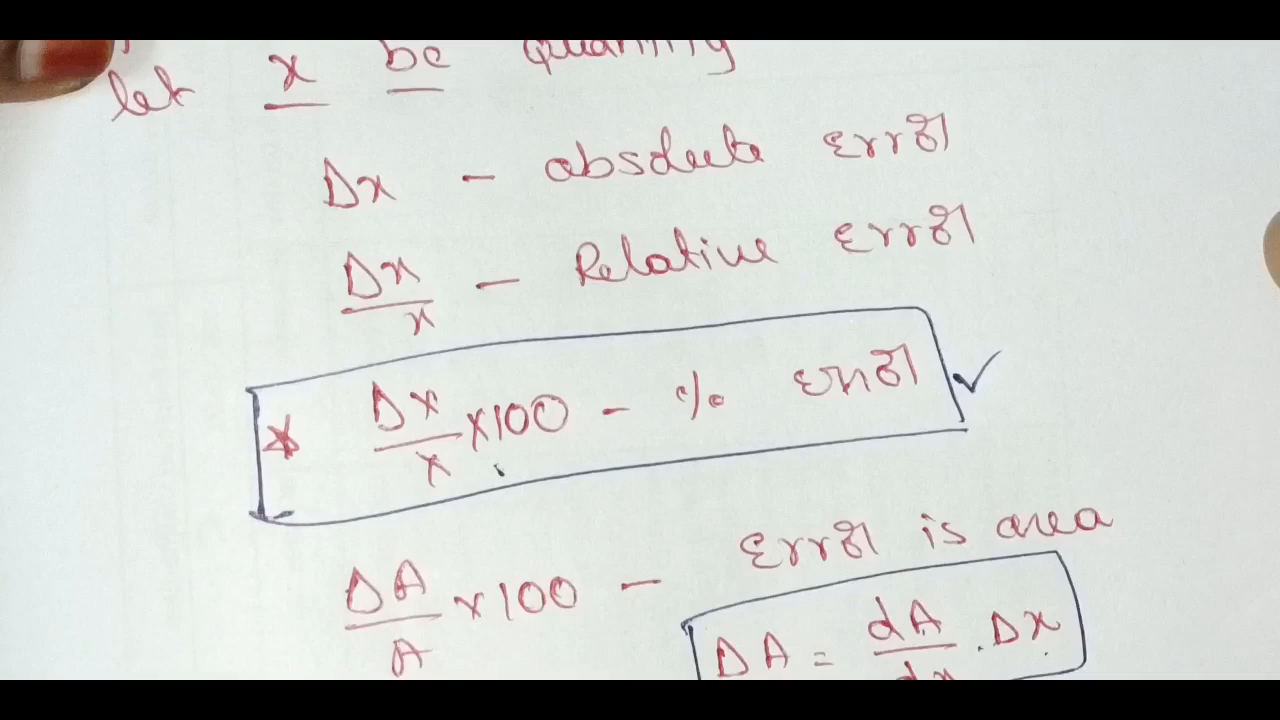 let x be quantity
Δx - absolute error
Δx/x - Relative error
* Δx/x ×100 - % error ✓
ΔA/A ×100 - error is area
ΔA = dA/dx . Δx